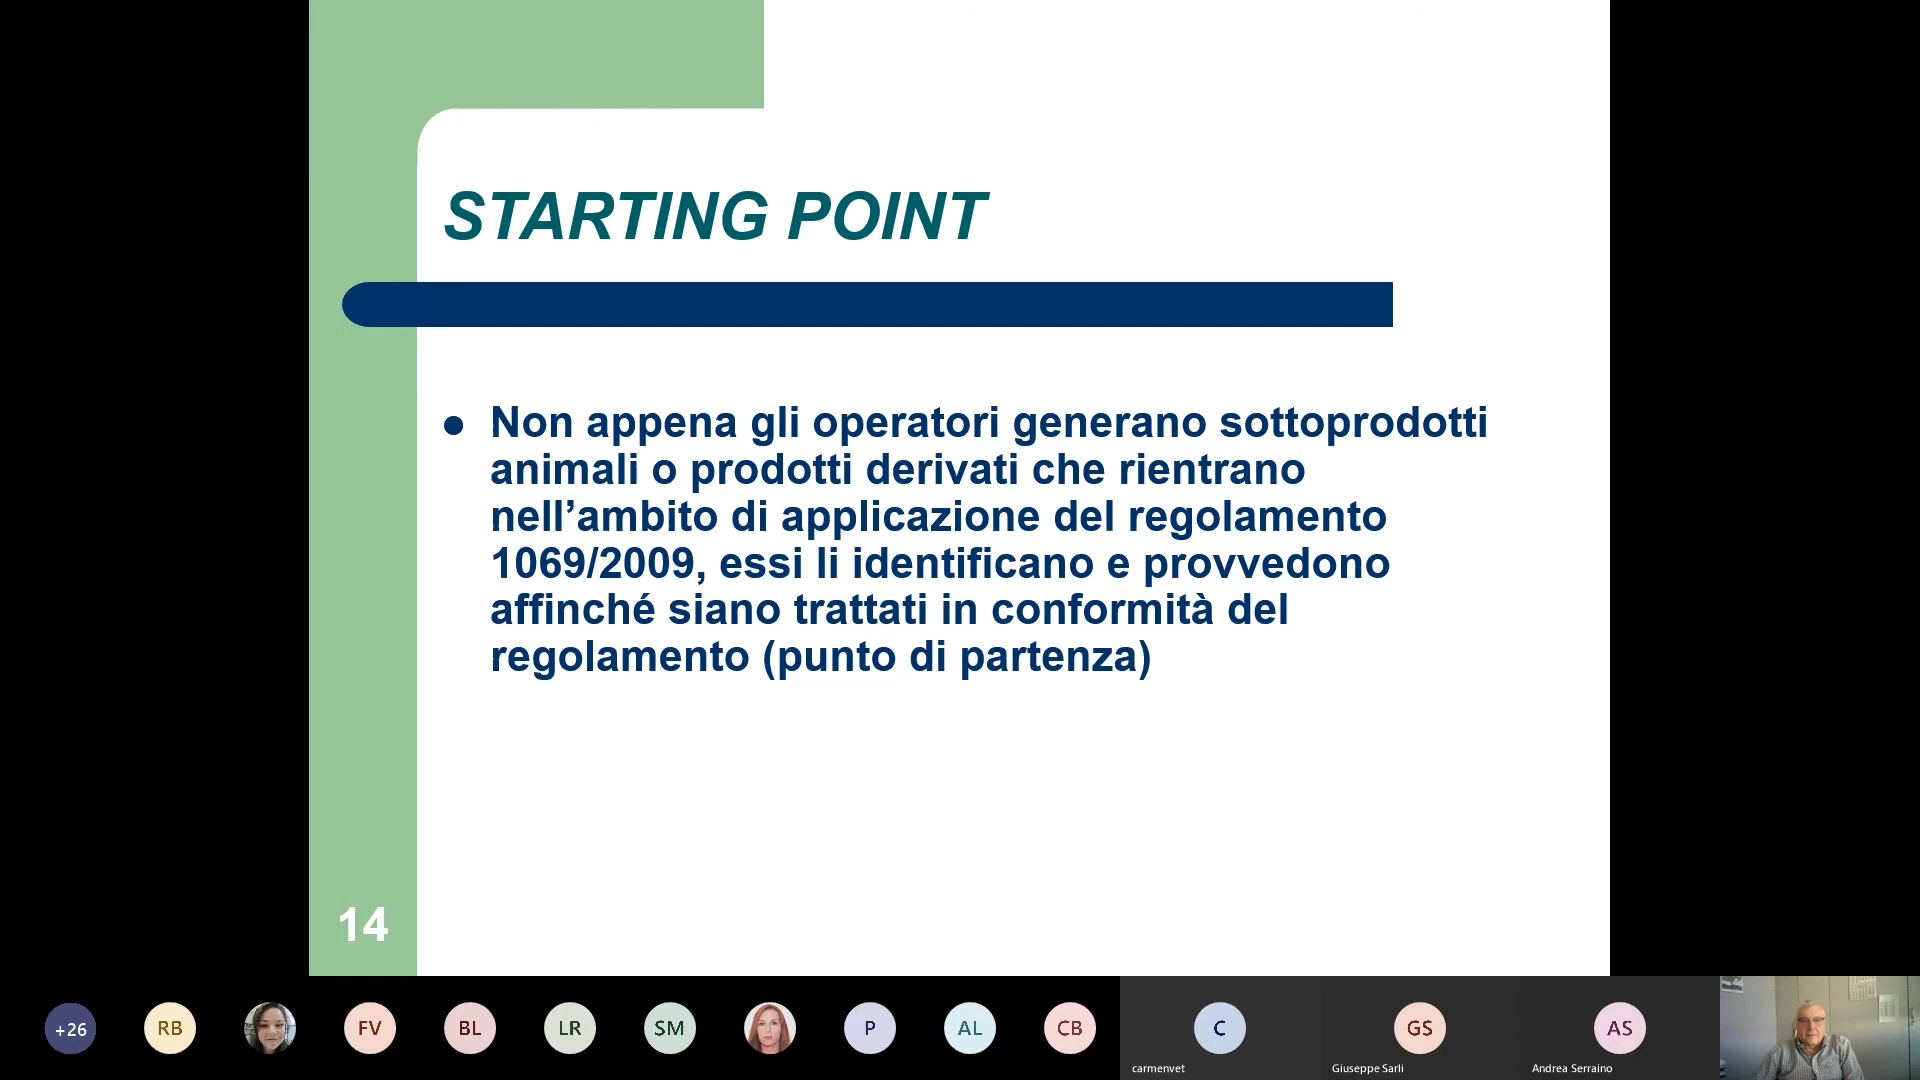 STARTING POINT
● Non appena gli operatori generano sottoprodotti
animali o prodotti derivati che rientrano
nell’ambito di applicazione del regolamento
1069/2009, essi li identificano e provvedono
affinché siano trattati in conformità del
regolamento (punto di partenza)
14
+26
RB
FV
BL
LR
SM
P
AL
CB
C
GS
AS
carmenvet
Giuseppe Sarli
Andrea Serraino